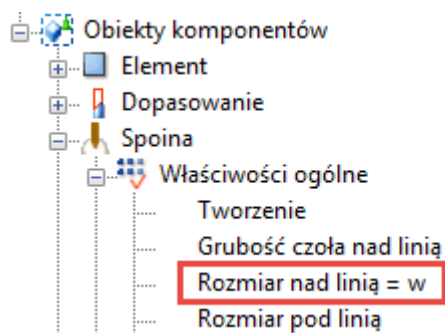 Obiekty komponentów
Element
Dopasowanie
Spoina
Właściwości ogólne
Tworzenie
Grubość czoła nad linią
Rozmiar nad linią = w
Rozmiar pod linią